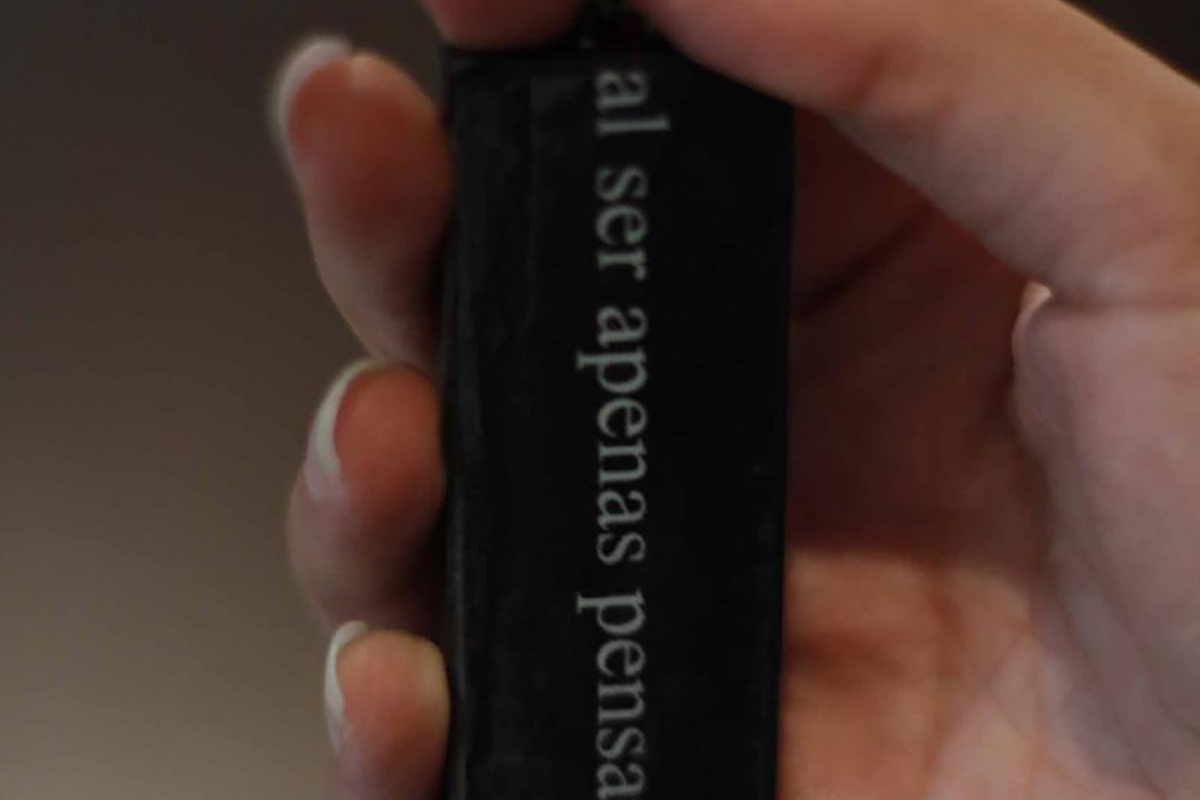 al ser apenas pensa